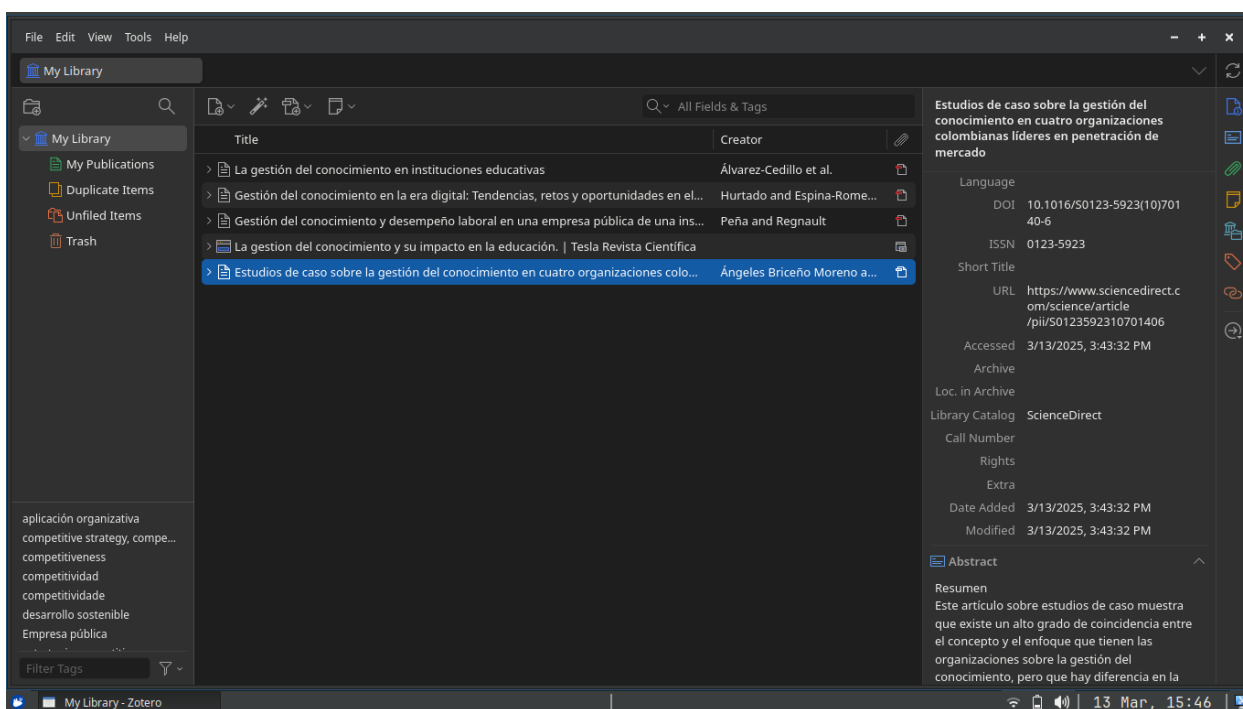 File Edit View Tools Help
My Library
All Fields & Tags
My Library
My Publications
Duplicate Items
Unfiled Items
Trash
aplicación organizativa
competitive strategy, compe...
competitiveness
competitividad
competitividade
desarrollo sostenible
Empresa pública
Filter Tags
Title Creator
La gestión del conocimiento en instituciones educativas Álvarez-Cedillo et al.
Gestión del conocimiento en la era digital: Tendencias, retos y oportunidades en el... Hurtado and Espina-Rome...
Gestión del conocimiento y desempeño laboral en una empresa pública de una ins... Peña and Regnault
La gestion del conocimiento y su impacto en la educación. | Tesla Revista Científica
Estudios de caso sobre la gestión del conocimiento en cuatro organizaciones colo... Ángeles Briceño Moreno a...
Estudios de caso sobre la gestión del
conocimiento en cuatro organizaciones
colombianas líderes en penetración de
mercado
Language
DOI 10.1016/S0123-5923(10)701
40-6
ISSN 0123-5923
Short Title
URL https://www.sciencedirect.c
om/science/article
/pii/S0123592310701406
Accessed 3/13/2025, 3:43:32 PM
Archive
Loc. in Archive
Library Catalog ScienceDirect
Call Number
Rights
Extra
Date Added 3/13/2025, 3:43:32 PM
Modified 3/13/2025, 3:43:32 PM
Abstract
Resumen
Este artículo sobre estudios de caso muestra
que existe un alto grado de coincidencia entre
el concepto y el enfoque que tienen las
organizaciones sobre la gestión del
conocimiento, pero que hay diferencia en la
My Library - Zotero
13 Mar, 15:46